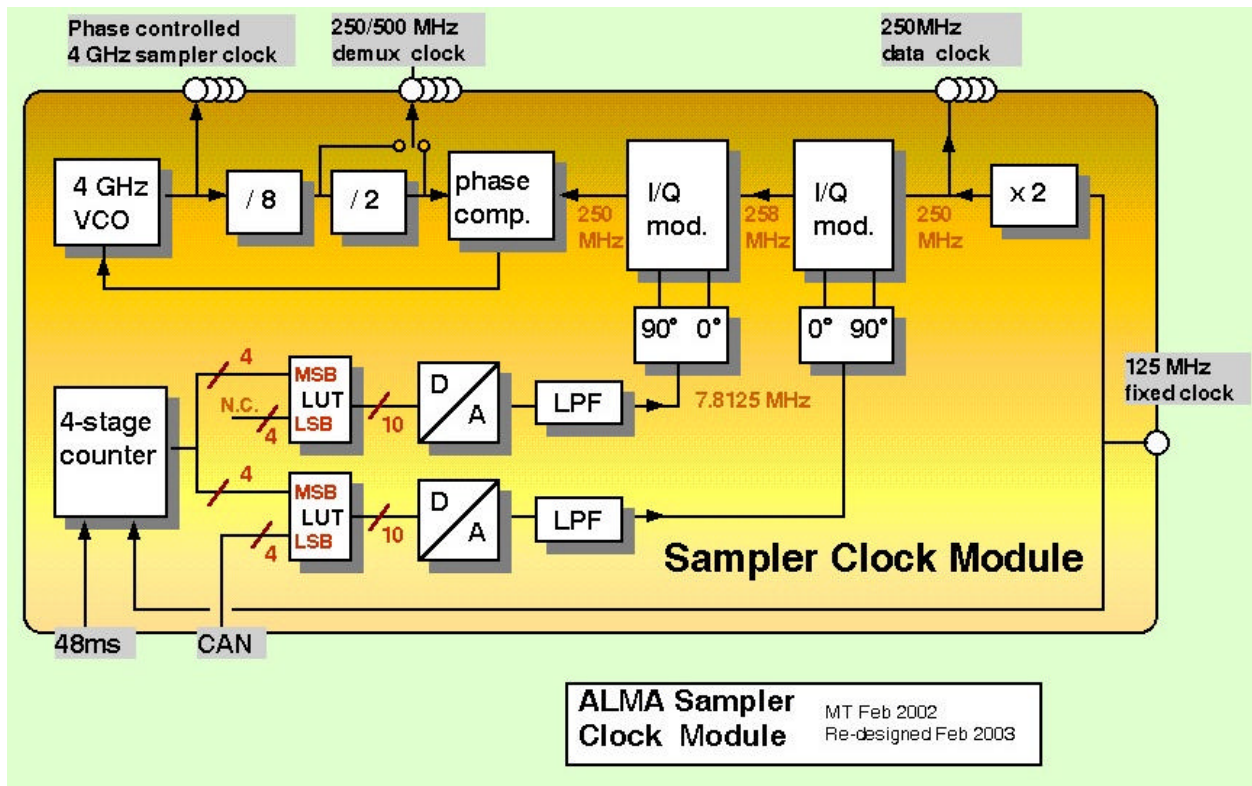 Phase controlled
4 GHz sampler clock
250/500 MHz
demux clock
250MHz
data clock
4 GHz
VCO
/ 8
/ 2
phase
comp.
250
MHz
I/Q
mod.
258
MHz
I/Q
mod.
250
MHz
x 2
90° 0°
0° 90°
125 MHz
fixed clock
4-stage
counter
4
N.C.
4
MSB
LUT
LSB
10
D
A
LPF
7.8125 MHz
4
4
MSB
LUT
LSB
10
D
A
LPF
Sampler Clock Module
48ms
CAN
ALMA Sampler
Clock Module
MT Feb 2002
Re-designed Feb 2003